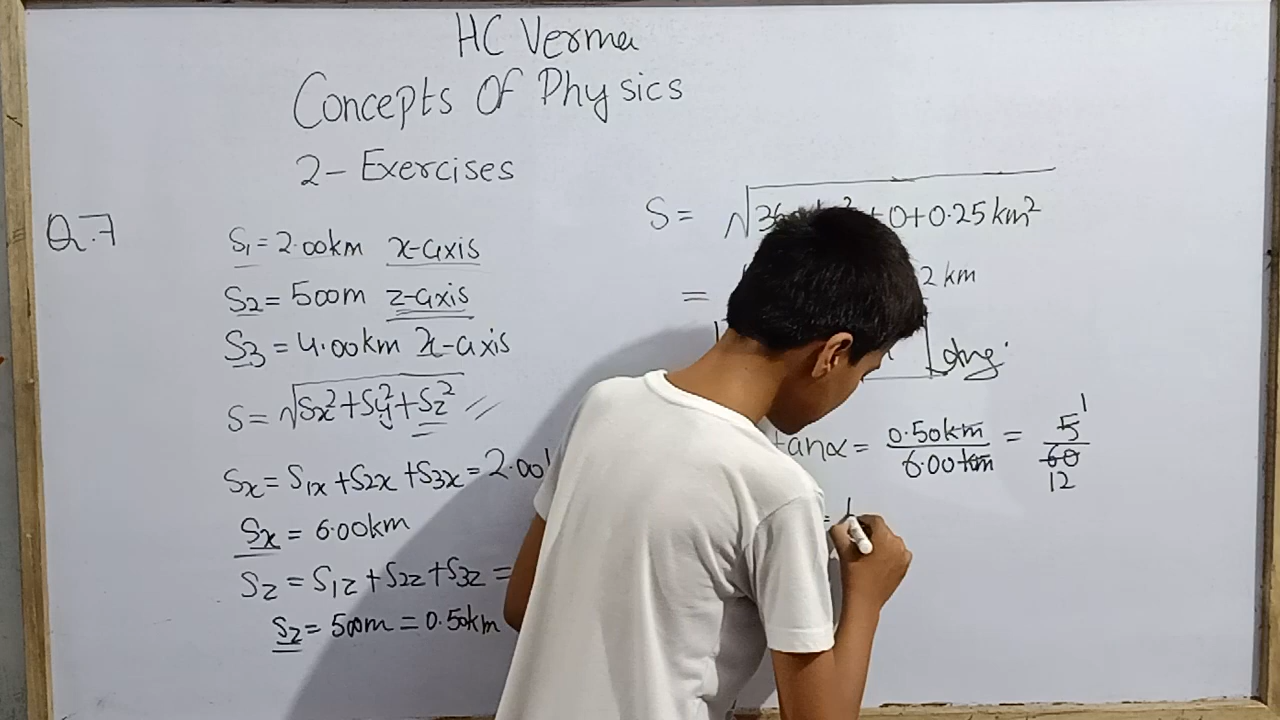 HC Verma
Concepts Of Physics
2- Exercises
Q.7
S₁ = 2.00km x-axis
S₂ = 500m z-axis
S₃ = 4.00km x-axis
S = √Sx²+Sy²+Sz²
Sx = S₁x + S₂x + S₃x = 2.00
Sx = 6.00km
Sz = S₁z + S₂z + S₃z =
Sz = 500m = 0.50km
S = √36 +0+0.25km²
= 2 km
tanα = 0.50km/6.00km = 5/60 1 12
=